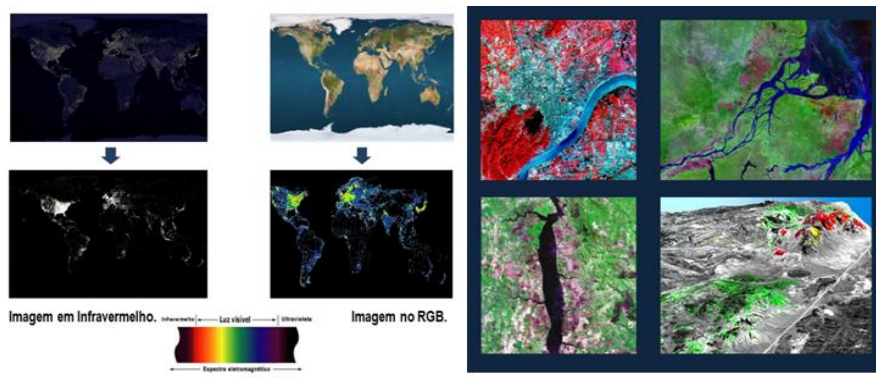 Imagem em Infravermelho.
Imagem no RGB.
Infravermelho
Luz visível
Ultravioleta
Espectro eletromagnético